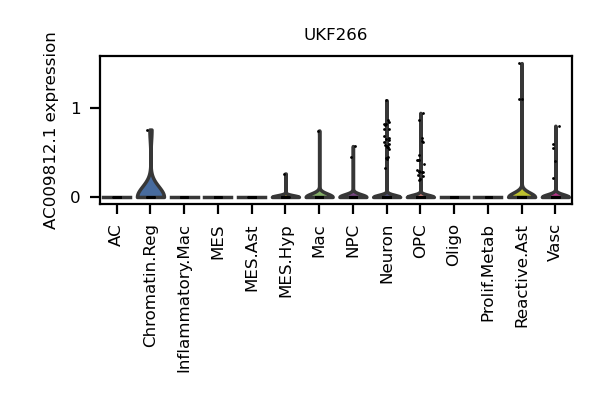 UKF266
AC009812.1 expression
1
0
AC
Chromatin.Reg
Inflammatory.Mac
MES
MES.Ast
MES.Hyp
Mac
NPC
Neuron
OPC
Oligo
Prolif.Metab
Reactive.Ast
Vasc